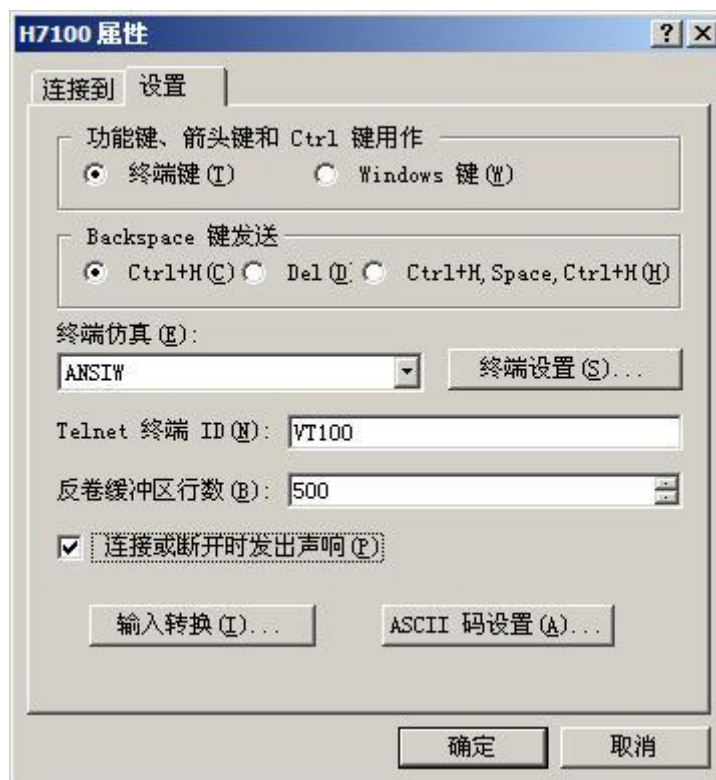 H7100 属性
连接到 设置
功能键、箭头键和 Ctrl 键用作
终端键(T) Windows 键(W)
Backspace 键发送
Ctrl+H(C) Del(D) Ctrl+H,Space,Ctrl+H(H)
终端仿真(E):
ANSIW 终端设置(S)...
Telnet 终端 ID(N): VT100
反卷缓冲区行数(B): 500
连接或断开时发出声响(P)
输入转换(I)... ASCII 码设置(A)...
确定 取消